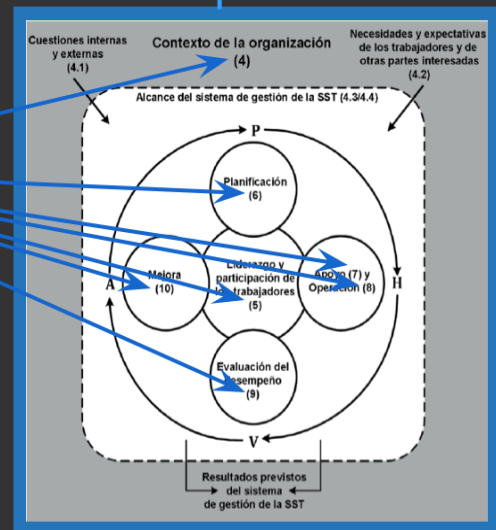 Cuestiones internas
y externas
(4.1)
Contexto de la organización
(4)
Necesidades y expectativas
de los trabajadores y de
otras partes interesadas
(4.2)
Alcance del sistema de gestión de la SST (4.3/4.4)
P
Planificación
(6)
A
Mejora
(10)
Liderazgo y
participación de
los trabajadores
(5)
Apoyo (7) y
Operación (8)
H
Evaluación del
desempeño
(9)
V
Resultados previstos
del sistema
de gestión de la SST